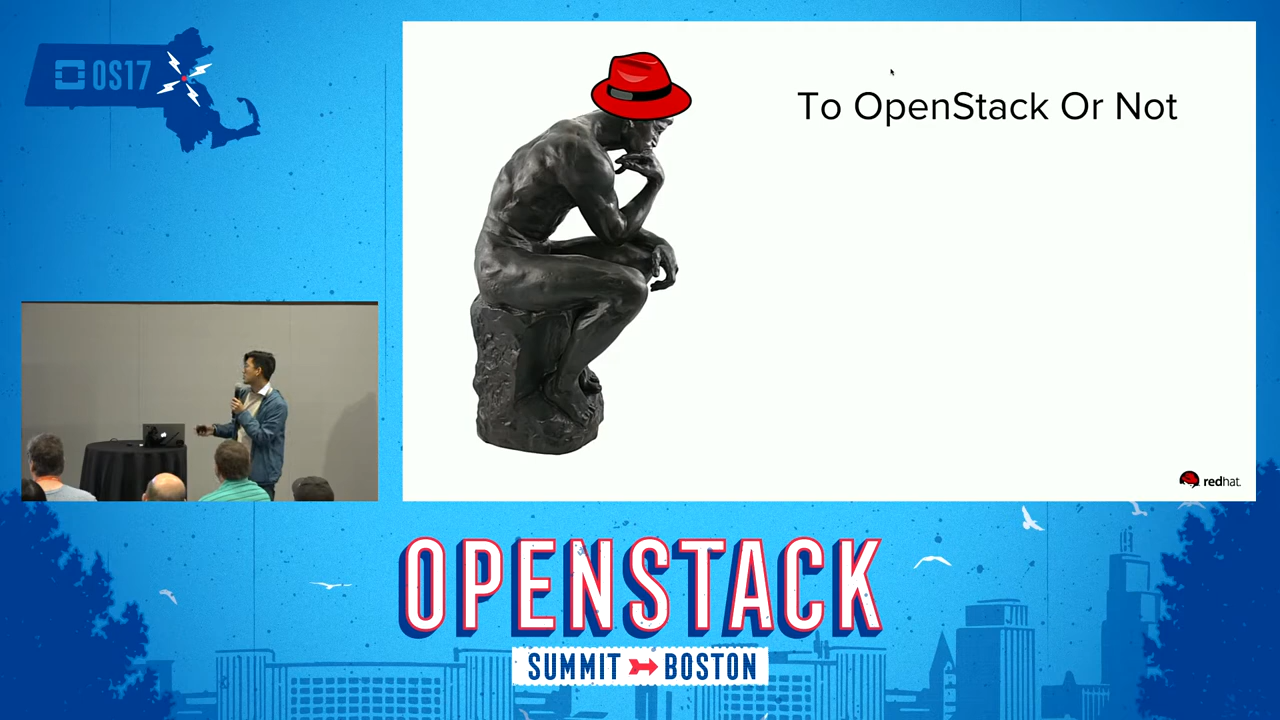 OS17
To OpenStack Or Not
redhat.
OPENSTACK
SUMMIT BOSTON